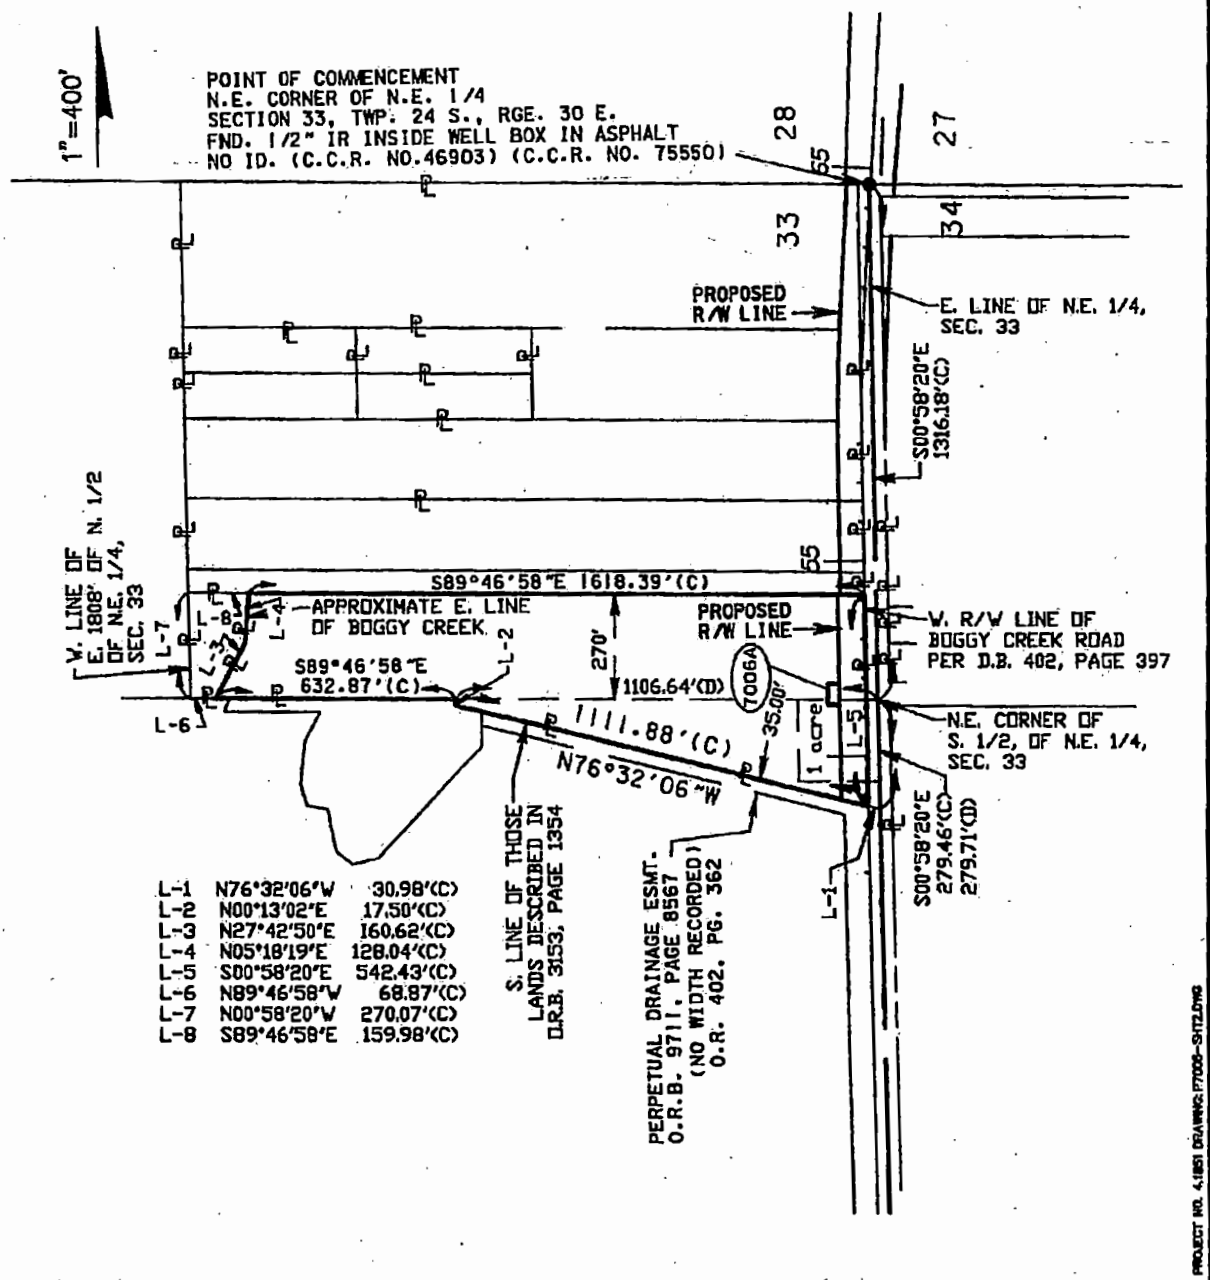 1"=400'
POINT OF COMMENCEMENT
N.E. CORNER OF N.E. 1/4
SECTION 33, TWP. 24 S., RGE. 30 E.
FND. 1/2" IR INSIDE WELL BOX IN ASPHALT
NO ID. (C.C.R. NO.46903) (C.C.R. NO. 75550)
28
27
65
33
34
PROPOSED
R/W LINE
E. LINE OF N.E. 1/4,
SEC. 33
S00°58'20"E
1316.18'(C)
W. LINE OF
E. 1808' OF N. 1/2
OF N.E. 1/4,
SEC. 33
55
S89°46'58"E 1618.39'(C)
L-7
L-8
L-4
L-3
APPROXIMATE E. LINE
OF BOGGY CREEK
L-2
270'
PROPOSED
R/W LINE
W. R/W LINE OF
BOGGY CREEK ROAD
PER D.B. 402, PAGE 397
S89°46'58"E
632.87'(C)
1106.64'(D)
7006A
L-6
1111.88'(C)
N76°32'06"W
35.00'
1 acre
L-5
N.E. CORNER OF
S. 1/2, OF N.E. 1/4,
SEC. 33
S00°58'20"E
279.46'(C)
279.71'(D)
L-1
S. LINE OF THOSE
LANDS DESCRIBED IN
O.R.B. 3153, PAGE 1354
PERPETUAL DRAINAGE ESMT.
O.R.B. 9711, PAGE 8567
(NO WIDTH RECORDED)
O.R. 402, PG. 362
L-1 N76°32'06"W 30.98'(C)
L-2 N00°13'02"E 17.50'(C)
L-3 N27°42'50"E 160.62'(C)
L-4 N05°18'19"E 128.04'(C)
L-5 S00°58'20"E 542.43'(C)
L-6 N89°46'58"W 68.87'(C)
L-7 N00°58'20"W 270.07'(C)
L-8 S89°46'58"E 159.98'(C)
PROJECT NO. 4.1851 DRAWING: P7006-SHT2.DWG